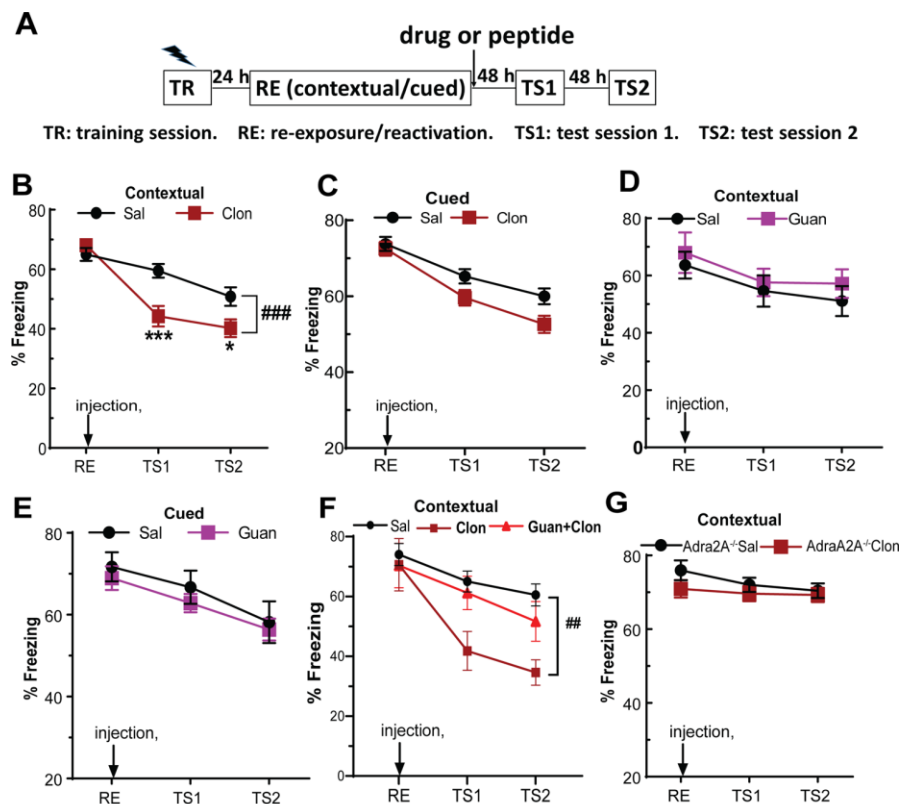 A
drug or peptide
TR
24 h
RE (contextual/cued)
48 h
TS1
48 h
TS2
TR: training session. RE: re-exposure/reactivation. TS1: test session 1. TS2: test session 2
B
Contextual
Sal Clon
% Freezing
80
60
40
20
0
***
*
###
injection,
RE TS1 TS2
C
Cued
Sal Clon
% Freezing
80
60
40
20
injection,
RE TS1 TS2
D
Contextual
Sal Guan
% Freezing
80
60
40
20
0
injection,
RE TS1 TS2
E
Cued
Sal Guan
% Freezing
80
60
40
20
injection,
RE TS1 TS2
F
Contextual
Sal Clon Guan+Clon
% Freezing
100
80
60
40
20
0
##
injection,
RE TS1 TS2
G
Contextual
Adra2A⁻/⁻Sal AdraA2A⁻/⁻Clon
% Freezing
80
60
40
20
injection,
RE TS1 TS2